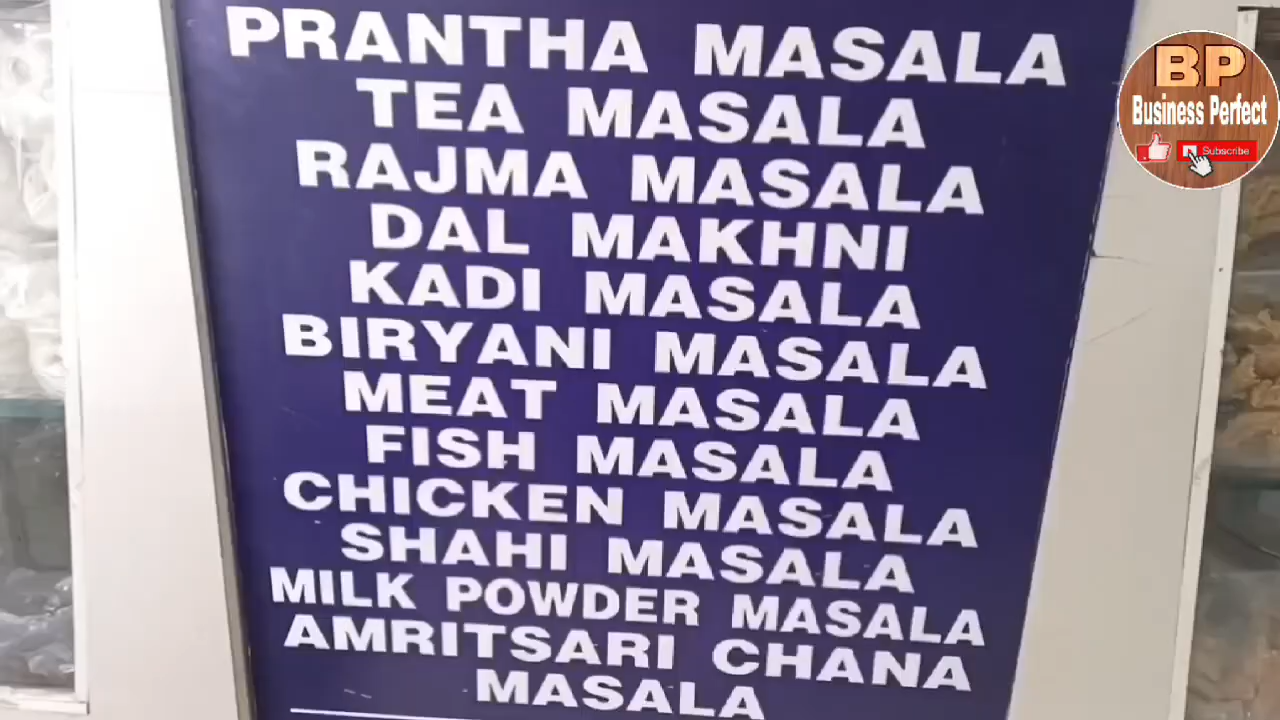 PRANTHA MASALA
TEA MASALA
RAJMA MASALA
DAL MAKHNI
KADI MASALA
BIRYANI MASALA
MEAT MASALA
FISH MASALA
CHICKEN MASALA
SHAHI MASALA
MILK POWDER MASALA
AMRITSARI CHANA
MASALA
BP
Business Perfect
Subscribe